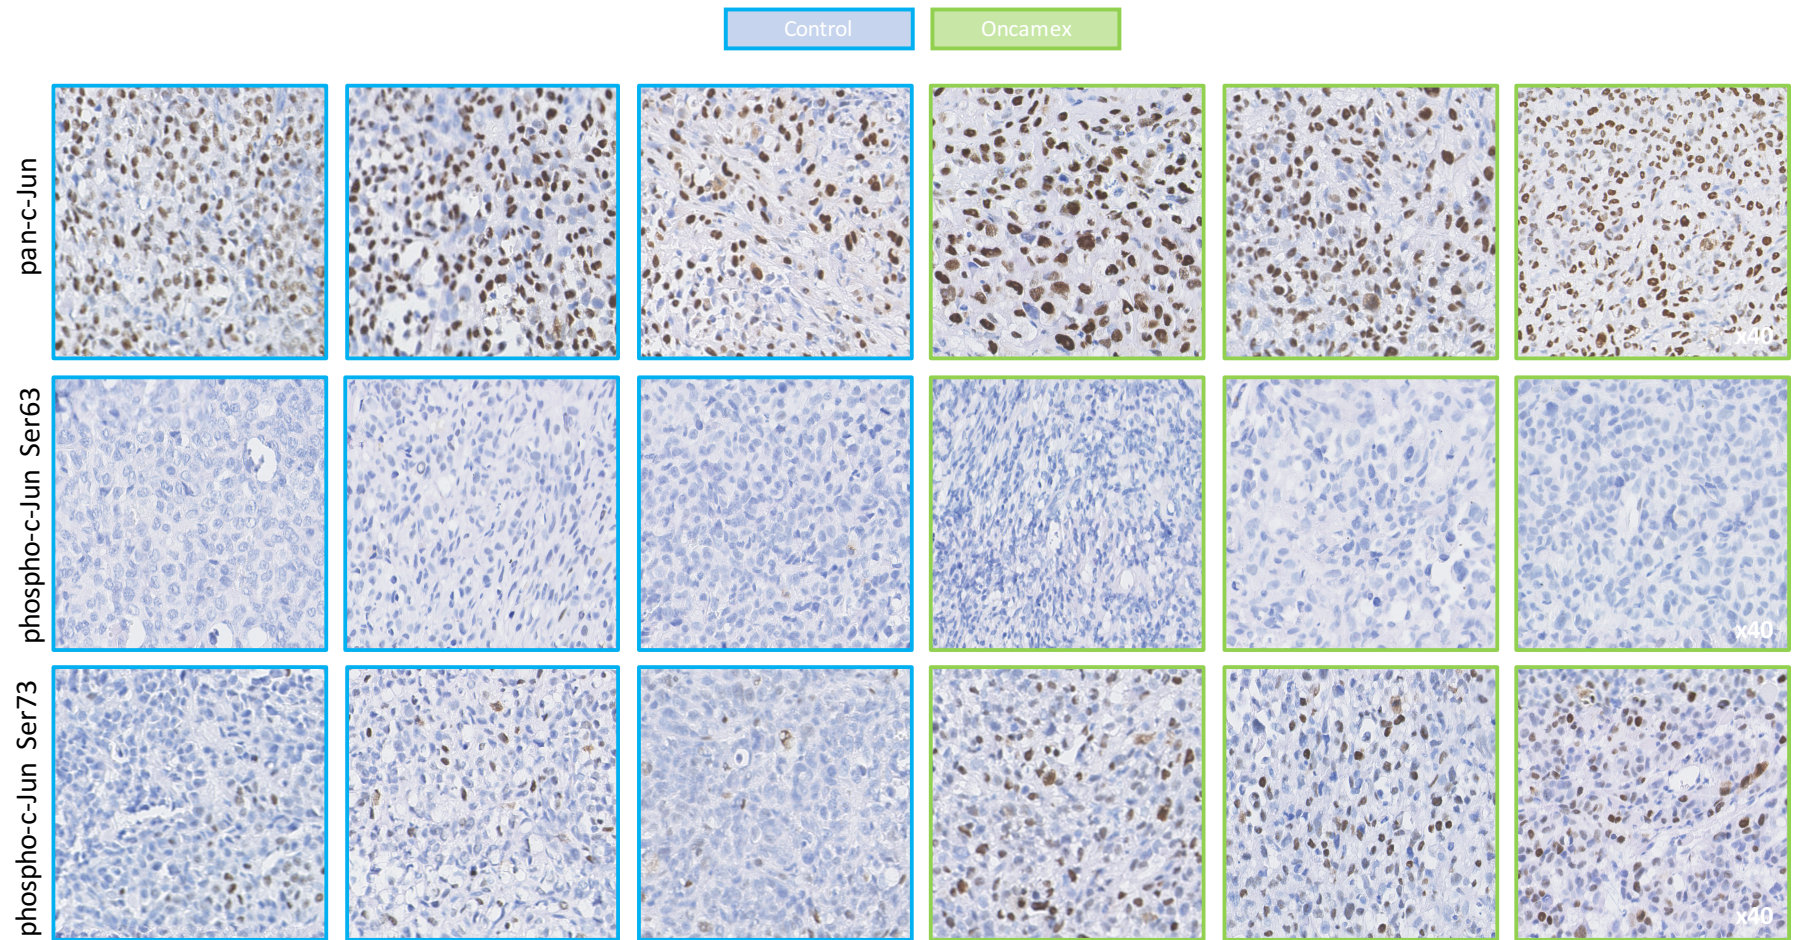 Control
Oncamex
pan-c-Jun
x40
phospho-c-Jun Ser63
x40
phospho-c-Jun Ser73
x40